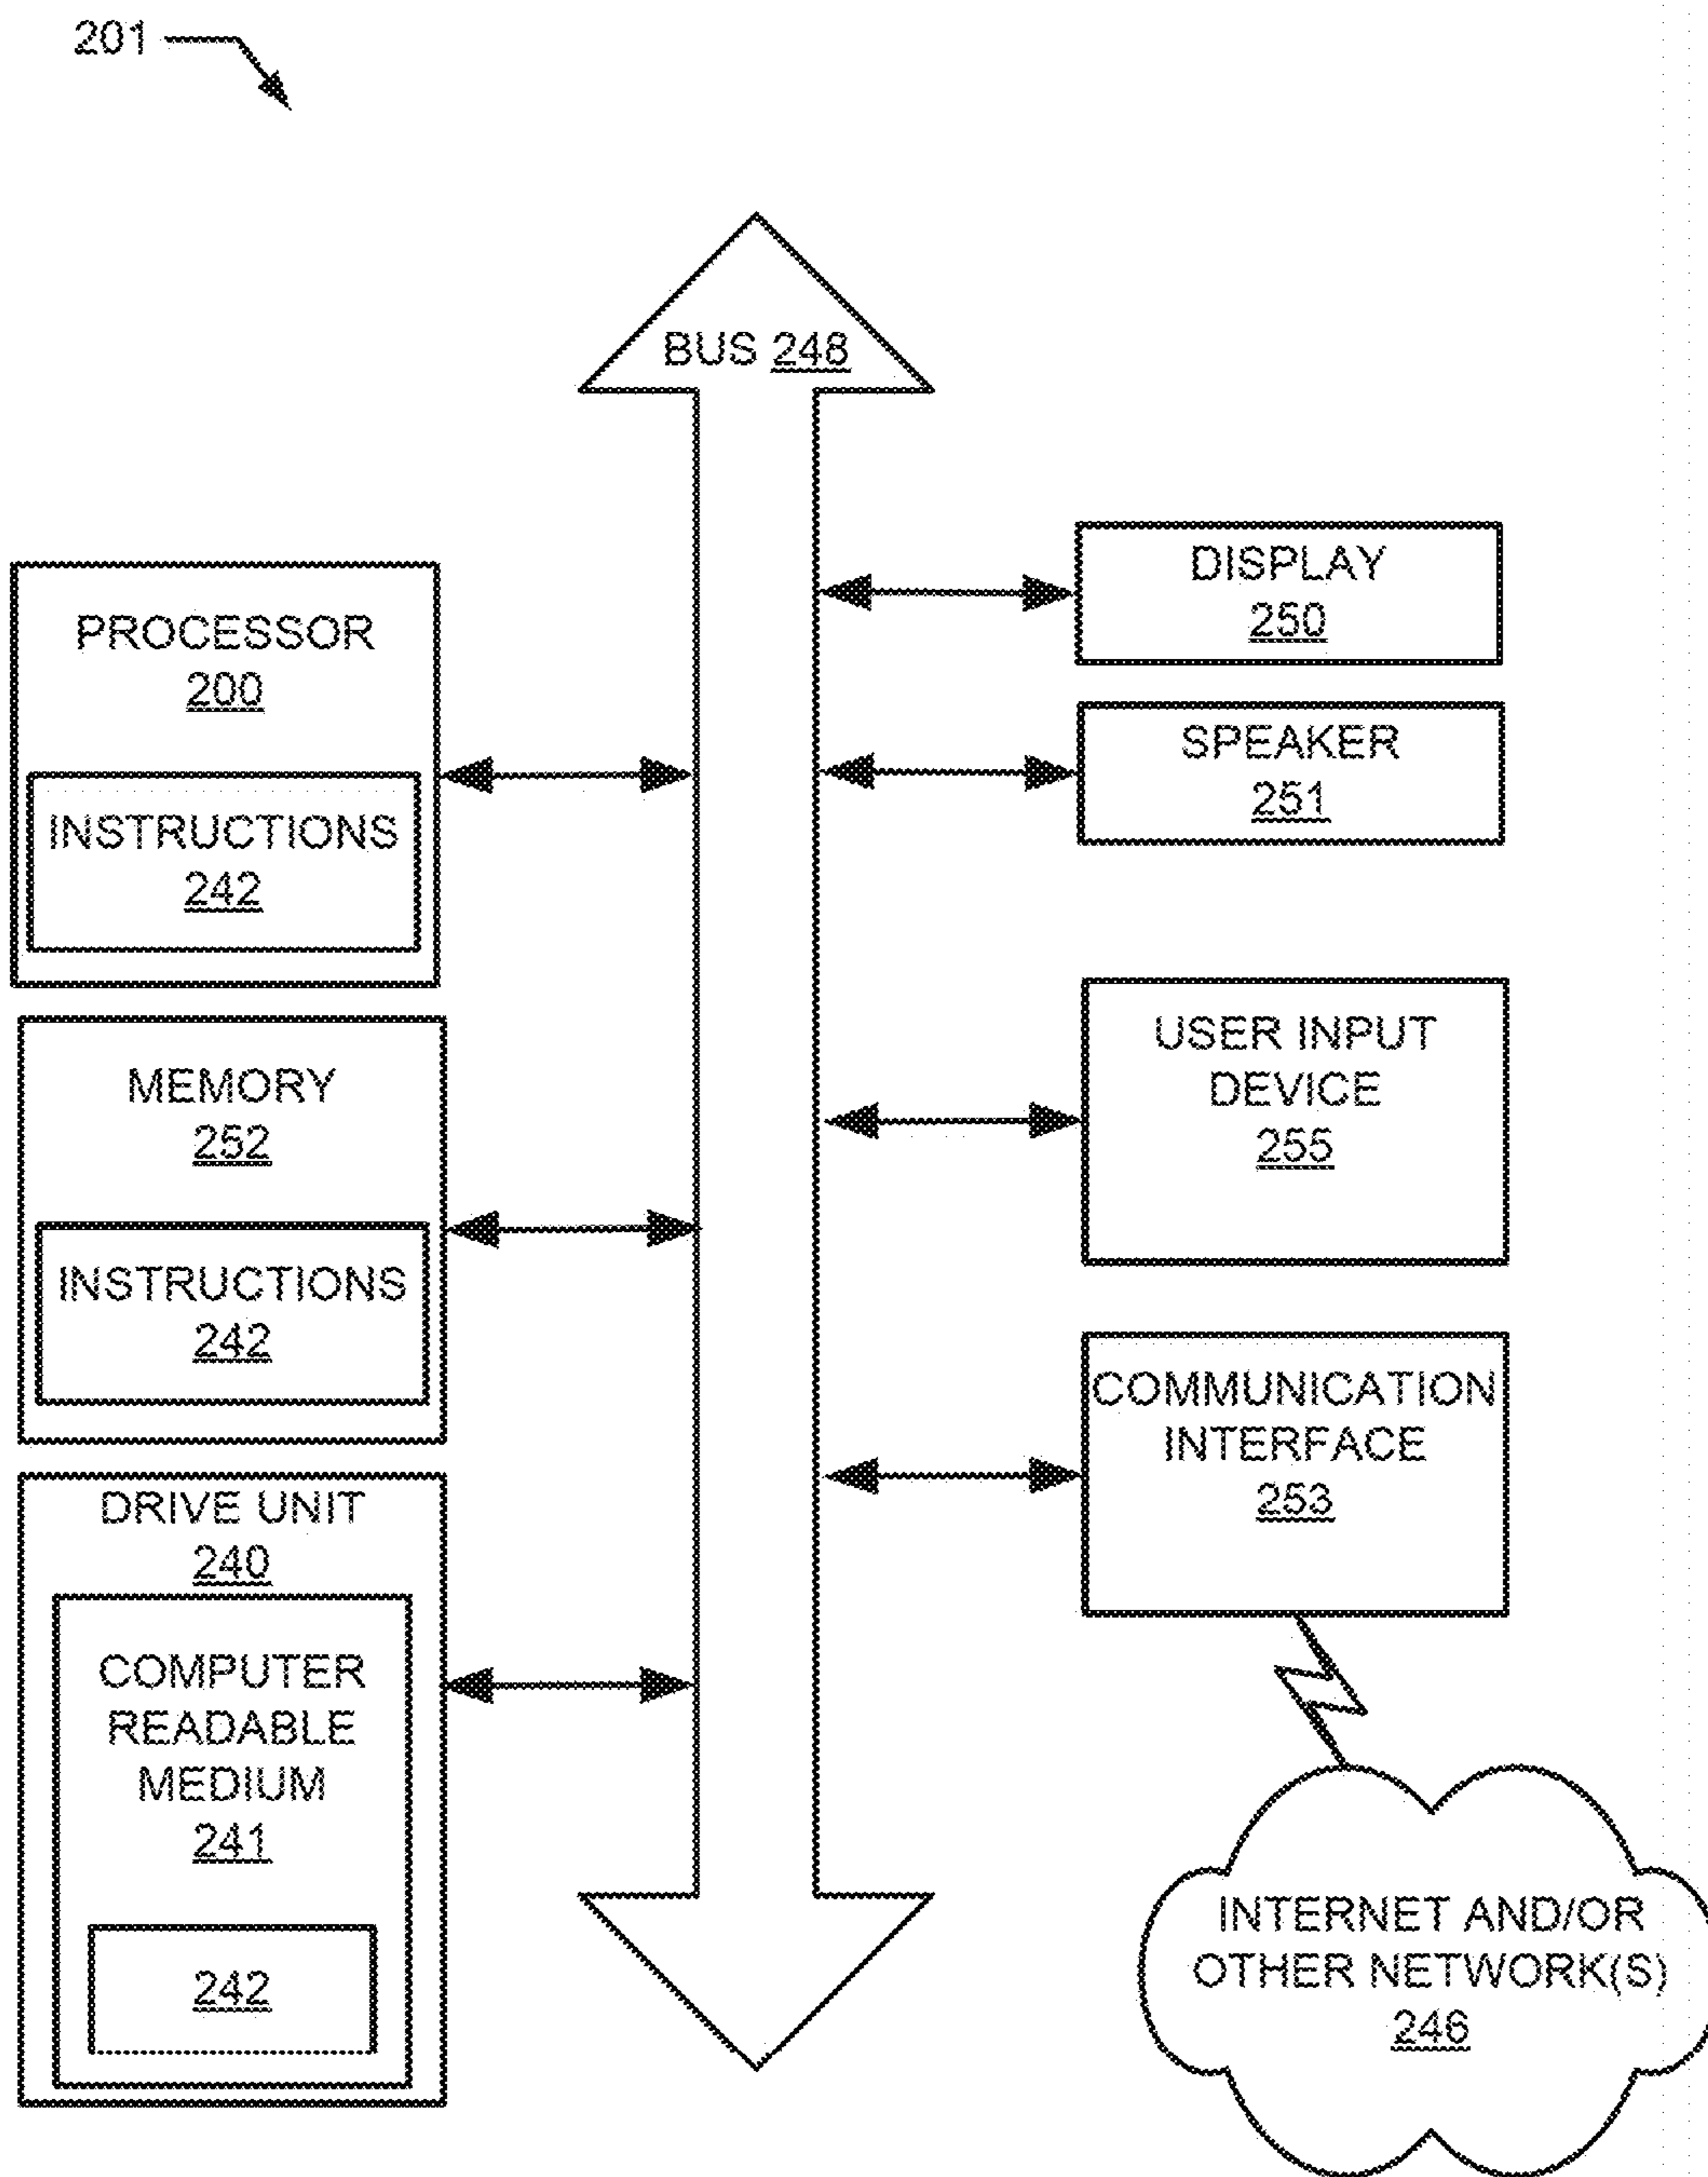 201
BUS 248
PROCESSOR
200
INSTRUCTIONS
242
MEMORY
252
INSTRUCTIONS
242
DRIVE UNIT
240
COMPUTER
READABLE
MEDIUM
241
242
DISPLAY
250
SPEAKER
251
USER INPUT
DEVICE
255
COMMUNICATION
INTERFACE
253
INTERNET AND/OR
OTHER NETWORK(S)
246